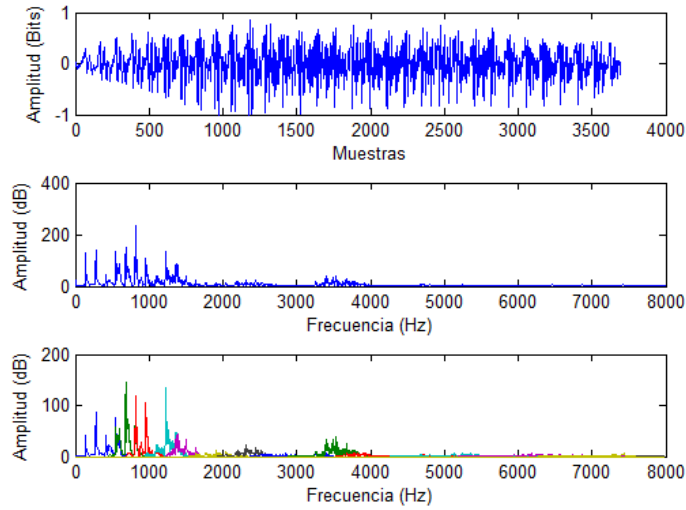 Amplitud (Bits)
1
0
-1
0 500 1000 1500 2000 2500 3000 3500 4000
Muestras
Amplitud (dB)
400
200
0
0 1000 2000 3000 4000 5000 6000 7000 8000
Frecuencia (Hz)
Amplitud (dB)
200
100
0
0 1000 2000 3000 4000 5000 6000 7000 8000
Frecuencia (Hz)